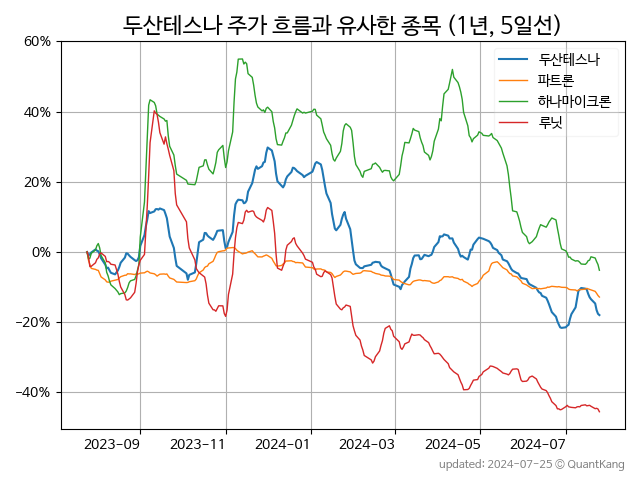 두산테스나 주가 흐름과 유사한 종목 (1년, 5일선)
60%
40%
20%
0%
−20%
−40%
두산테스나
파트론
하나마이크론
루닛
2023-09
2023-11
2024-01
2024-03
2024-05
2024-07
updated: 2024-07-25 © QuantKang